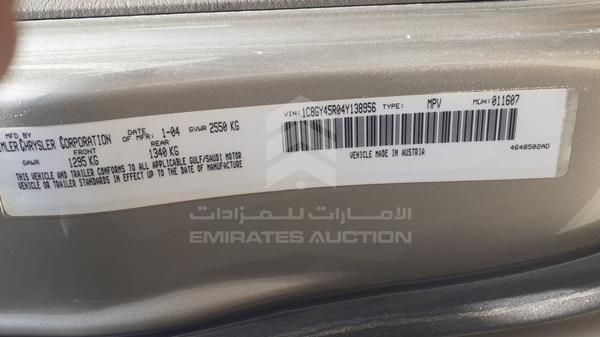 MFD BY
MLER CHRYSLER CORPORATION
DATE OF MFR: 1-04 GVWR 2550 KG
GAWR FRONT 1295 KG REAR 1340 KG
THIS VEHICLE AND TRAILER CONFORMS TO ALL APPLICABLE GULF/SAUDI MOTOR
VEHICLE OR TRAILER STANDARDS IN EFFECT UP TO THE DATE OF MANUFACTURE
VIN: 1C8GY45R04Y138956 TYPE: MPV MDH: 011607
VEHICLE MADE IN AUSTRIA
4648502AD
الامارات للمزادات
EMIRATES AUCTION